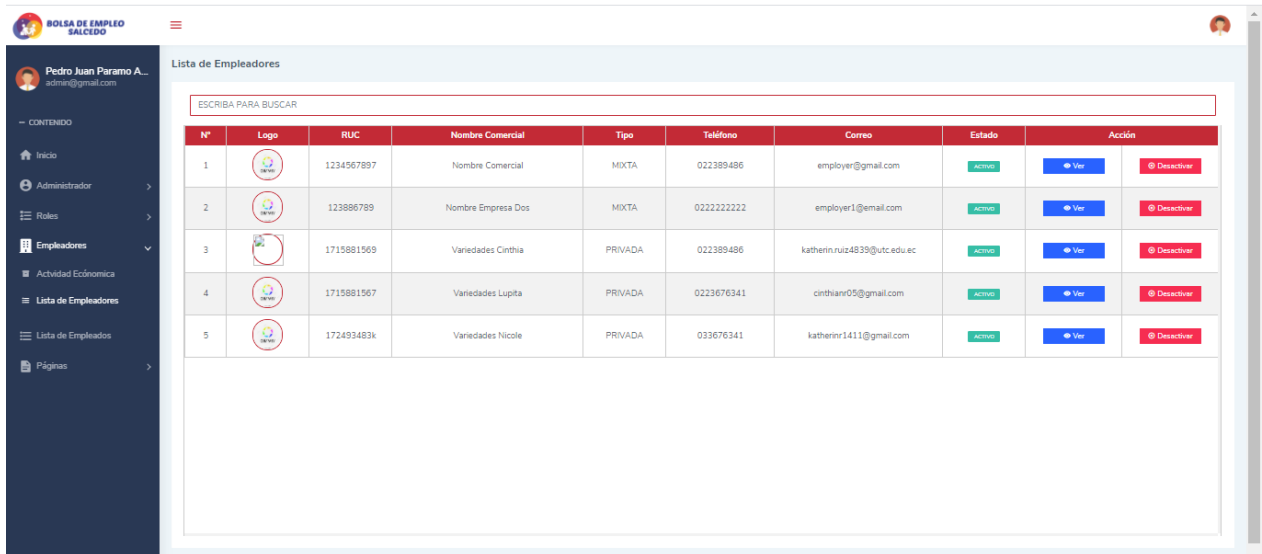 BOLSA DE EMPLEO
SALCEDO
Pedro Juan Paramo A...
admin@gmail.com
CONTENIDO
Inicio
Administrador
Roles
Empleadores
Actvidad Ecónomica
Lista de Empleadores
Lista de Empleados
Páginas
Lista de Empleadores
ESCRIBA PARA BUSCAR
N° Logo RUC Nombre Comercial Tipo Teléfono Correo Estado Acción
1 1234567897 Nombre Comercial MIXTA 022389486 employer@gmail.com ACTIVO Ver Desactivar
2 123886789 Nombre Empresa Dos MIXTA 0222222222 employer1@email.com ACTIVO Ver Desactivar
3 1715881569 Variedades Cinthia PRIVADA 022389486 katherin.ruiz4839@utc.edu.ec ACTIVO Ver Desactivar
4 1715881567 Variedades Lupita PRIVADA 0223676341 cinthianr05@gmail.com ACTIVO Ver Desactivar
5 172493483k Variedades Nicole PRIVADA 033676341 katherinr1411@gmail.com ACTIVO Ver Desactivar